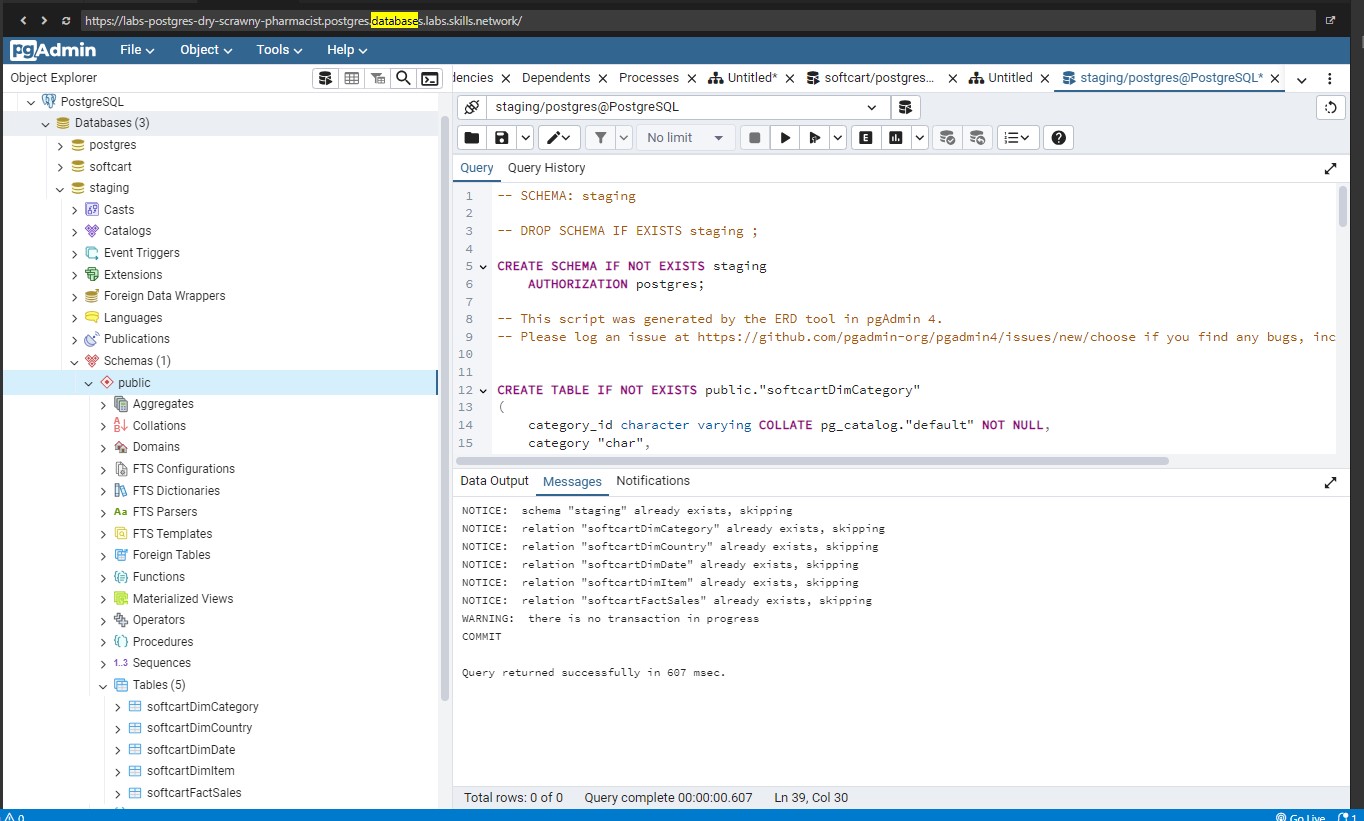 https://labs-postgres-dry-scrawny-pharmacist.postgres.databases.labs.skills.network/
pgAdmin File Object Tools Help
Object Explorer
dencies Dependents Processes Untitled* softcart/postgres... Untitled staging/postgres@PostgreSQL*
PostgreSQL
Databases (3)
postgres
softcart
staging
Casts
Catalogs
Event Triggers
Extensions
Foreign Data Wrappers
Languages
Publications
Schemas (1)
public
Aggregates
Collations
Domains
FTS Configurations
FTS Dictionaries
Aa FTS Parsers
FTS Templates
Foreign Tables
Functions
Materialized Views
Operators
Procedures
1..3 Sequences
Tables (5)
softcartDimCategory
softcartDimCountry
softcartDimDate
softcartDimItem
softcartFactSales
staging/postgres@PostgreSQL
No limit E
Query Query History
1 -- SCHEMA: staging
2
3 -- DROP SCHEMA IF EXISTS staging ;
4
5 CREATE SCHEMA IF NOT EXISTS staging
6 AUTHORIZATION postgres;
7
8 -- This script was generated by the ERD tool in pgAdmin 4.
9 -- Please log an issue at https://github.com/pgadmin-org/pgadmin4/issues/new/choose if you find any bugs, inc
10
11
12 CREATE TABLE IF NOT EXISTS public."softcartDimCategory"
13 (
14 category_id character varying COLLATE pg_catalog."default" NOT NULL,
15 category "char",
Data Output Messages Notifications
NOTICE: schema "staging" already exists, skipping
NOTICE: relation "softcartDimCategory" already exists, skipping
NOTICE: relation "softcartDimCountry" already exists, skipping
NOTICE: relation "softcartDimDate" already exists, skipping
NOTICE: relation "softcartDimItem" already exists, skipping
NOTICE: relation "softcartFactSales" already exists, skipping
WARNING: there is no transaction in progress
COMMIT
Query returned successfully in 607 msec.
Total rows: 0 of 0 Query complete 00:00:00.607 Ln 39, Col 30
0 Go Live 1